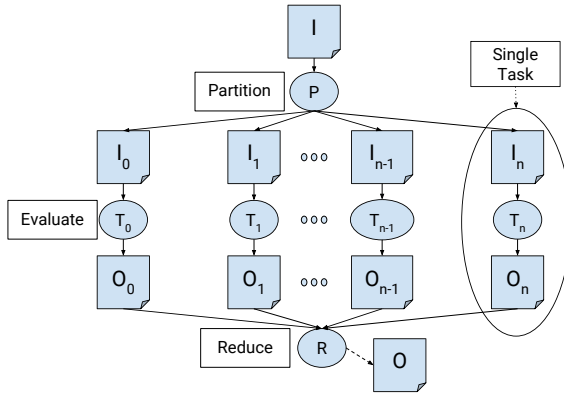 I
Single
Task
Partition
P
I₀
I₁
Iₙ₋₁
Iₙ
Evaluate
T₀
T₁
Tₙ₋₁
Tₙ
O₀
O₁
Oₙ₋₁
Oₙ
Reduce
R
O